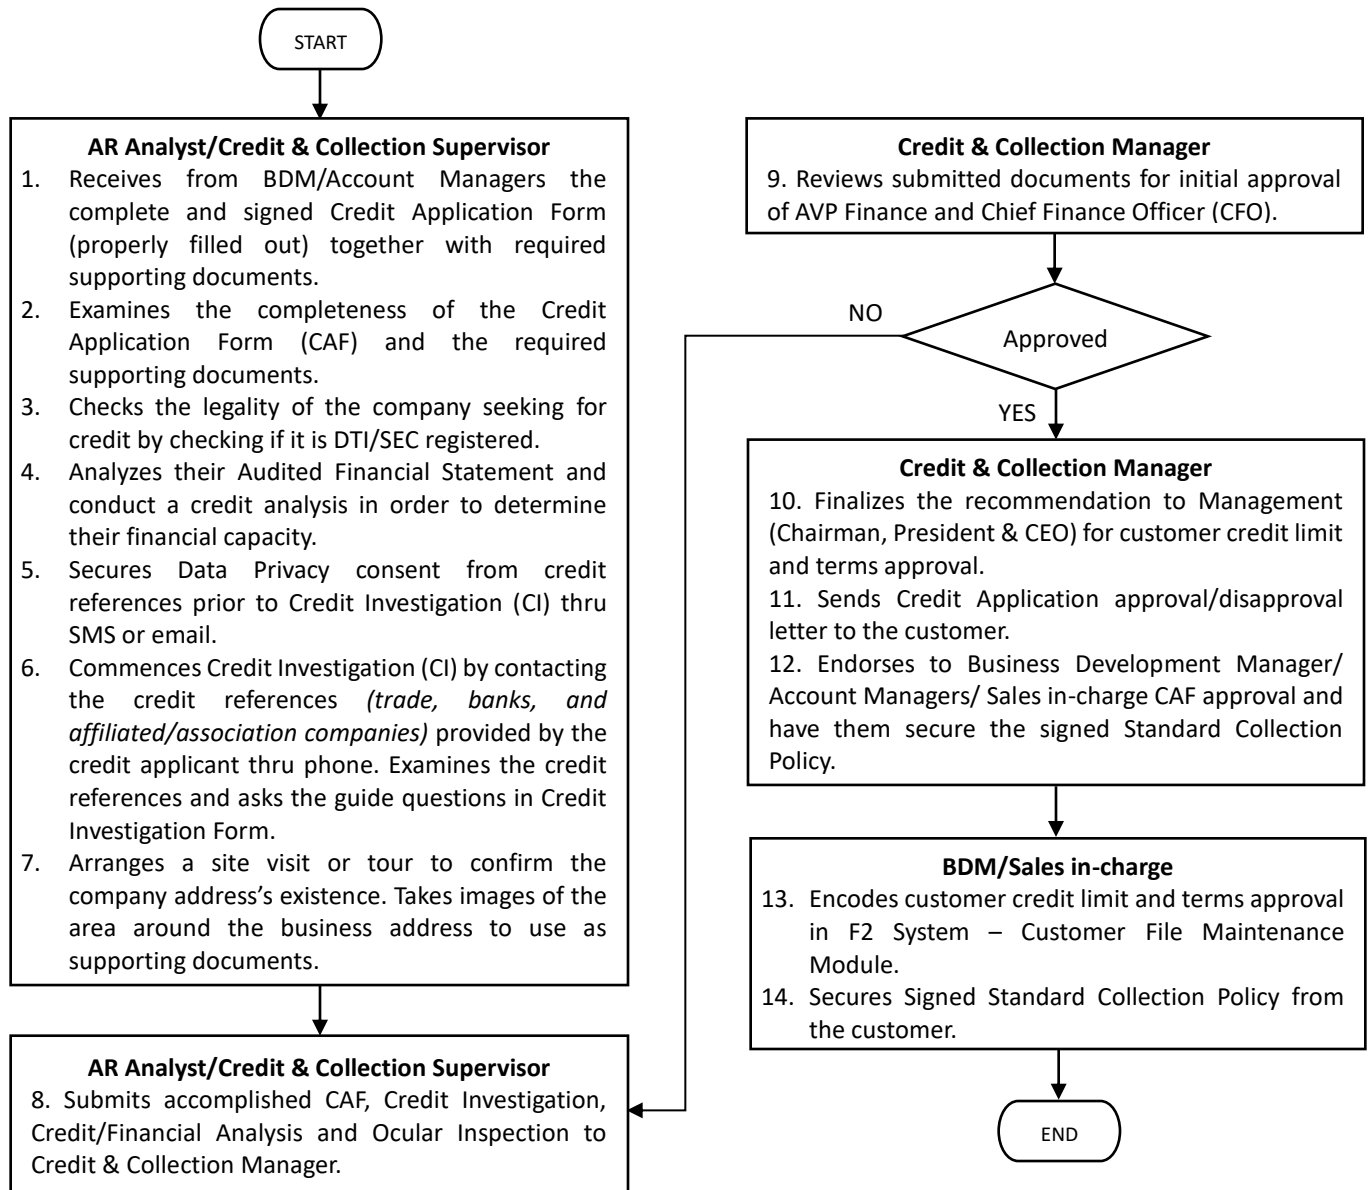 START
AR Analyst/Credit & Collection Supervisor
1. Receives from BDM/Account Managers the
complete and signed Credit Application Form
(properly filled out) together with required
supporting documents.
2. Examines the completeness of the Credit
Application Form (CAF) and the required
supporting documents.
3. Checks the legality of the company seeking for
credit by checking if it is DTI/SEC registered.
4. Analyzes their Audited Financial Statement and
conduct a credit analysis in order to determine
their financial capacity.
5. Secures Data Privacy consent from credit
references prior to Credit Investigation (CI) thru
SMS or email.
6. Commences Credit Investigation (CI) by contacting
the credit references (trade, banks, and
affiliated/association companies) provided by the
credit applicant thru phone. Examines the credit
references and asks the guide questions in Credit
Investigation Form.
7. Arranges a site visit or tour to confirm the
company address’s existence. Takes images of the
area around the business address to use as
supporting documents.
AR Analyst/Credit & Collection Supervisor
8. Submits accomplished CAF, Credit Investigation,
Credit/Financial Analysis and Ocular Inspection to
Credit & Collection Manager.
Credit & Collection Manager
9. Reviews submitted documents for initial approval
of AVP Finance and Chief Finance Officer (CFO).
NO
Approved
YES
Credit & Collection Manager
10. Finalizes the recommendation to Management
(Chairman, President & CEO) for customer credit limit
and terms approval.
11. Sends Credit Application approval/disapproval
letter to the customer.
12. Endorses to Business Development Manager/
Account Managers/ Sales in-charge CAF approval and
have them secure the signed Standard Collection
Policy.
BDM/Sales in-charge
13. Encodes customer credit limit and terms approval
in F2 System – Customer File Maintenance
Module.
14. Secures Signed Standard Collection Policy from
the customer.
END